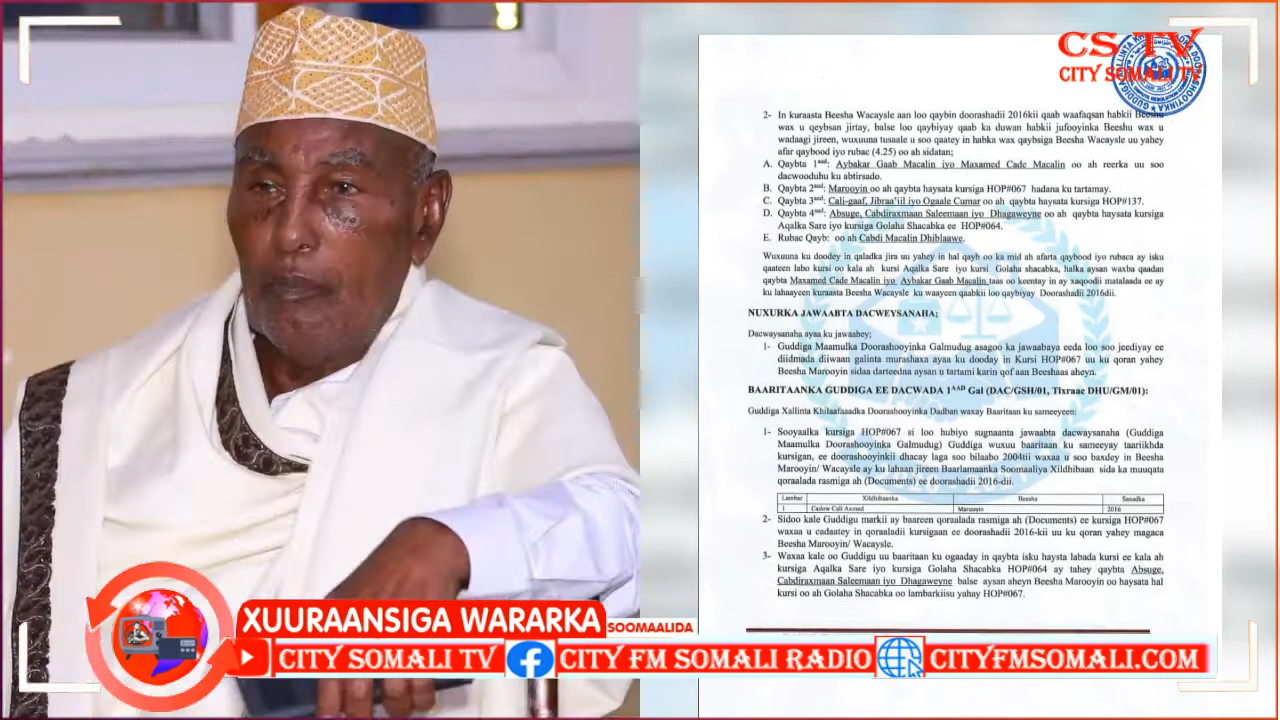 CS TV
CITY SOMALI TV
2- In kuraasta Beesha Wacaysle aan loo qaybin doorashadii 2016kii qaab waafaqsan habkii Beeshu
wax u qeybsan jirtay, balse loo qaybiyay qaab ka duwan habkii jufooyinka Beeshu wax u
wadaagi jireen, wuxuuna tusaale u soo qaatey in habka wax qaybsiga Beesha Wacaysle uu yahey
afar qaybood iyo rubac (4.25) oo ah sidatan;
A. Qaybta 1aad: Aybakar Gaab Macalin iyo Maxamed Cade Macalin oo ah reerka uu soo
dacwooduhu ku abtirsado.
B. Qaybta 2aad: Marooyin oo ah qaybta haysata kursiga HOP#067 hadana ku tartamay.
C. Qaybta 3aad: Cali-gaaf, Jibraa'iil iyo Ogaale Cumar oo ah qaybta haysata kursiga HOP#137.
D. Qaybta 4aad: Absuge, Cabdiraxmaan Saleemaan iyo Dhagaweyne oo ah qaybta haysata kursiga
Aqalka Sare iyo kursiga Golaha Shacabka ee HOP#064.
E. Rubac Qayb: oo ah Cabdi Macalin Dhiblaawe.
Wuxuuna ku doodey in qaladka jira uu yahey in hal qayb oo ka mid ah afarta qaybood iyo rubaca ay isku
qaateen labo kursi oo kala ah kursi Aqalka Sare iyo kursi Golaha shacabka, halka aysan waxba qaadan
qaybta Maxamed Cade Macalin iyo Aybakar Gaab Macalin taas oo keentay in ay xaqoodii matalaada ee ay
ku lahaayeen kuraasta Beesha Wacaysle ku waayeen qaabkii loo qaybiyay Doorashadii 2016dii.
NUXURKA JAWAABTA DACWEYSANAHA;
Dacwaysanaha ayaa ku jawaabey;
1- Guddiga Maamulka Doorashooyinka Galmudug asagoo ka jawaabaya eeda loo soo jeediyay ee
diidmada diiwaan galinta murashaxa ayaa ku dooday in Kursi HOP#067 uu ku qoran yahey
Beesha Marooyin sidaa darteedna aysan u tartami karin qof aan Beeshaas aheyn.
BAARITAANKA GUDDIGA EE DACWADA 1AAD Gal (DAC/GSH/01, Tixraac DHU/GM/01):
Guddiga Xallinta Khilaafaadka Doorashooyinka Dadban waxay Baaritaan ku sameeyeen:
1- Sooyaalka kursiga HOP#067 si loo hubiyo sugnaanta jawaabta dacwaysanaha (Guddiga
Maamulka Doorashooyinka Galmudug) Guddiga wuxuu baaritaan ku sameeyay taariikhda
kursigan, ee doorashooyinkii dhacay laga soo bilaabo 2004tii waxaa u soo baxdey in Beesha
Marooyin/ Wacaysle ay ku lahaan jireen Baarlamaanka Soomaaliya Xildhibaan sida ka muuqata
qoraalada rasmiga ah (Documents) ee doorashadii 2016-dii.
Lambar Xildhibaanka Beesha Sanadka
1 Cadow Cali Axmed Marooyin 2016
2- Sidoo kale Guddigu markii ay baareen qoraalada rasmiga ah (Documents) ee kursiga HOP#067
waxaa u cadaatey in qoraaladii kursigaan ee doorashadii 2016-kii uu ku qoran yahey magaca
Beesha Marooyin/ Wacaysle.
3- Waxaa kale oo Guddigu uu baaritaan ku ogaaday in qaybta isku haysta labada kursi ee kala ah
kursiga Aqalka Sare iyo kursiga Golaha Shacabka HOP#064 ay tahey qaybta Absuge,
Cabdiraxmaan Saleemaan iyo Dhagaweyne balse aysan aheyn Beesha Marooyin oo haysata hal
kursi oo ah Golaha Shacabka oo lambarkiisu yahay HOP#067.
XUURAANSIGA WARARKA
SOOMAALIDA
CITY SOMALI TV CITY FM SOMALI RADIO CITYFMSOMALI.COM